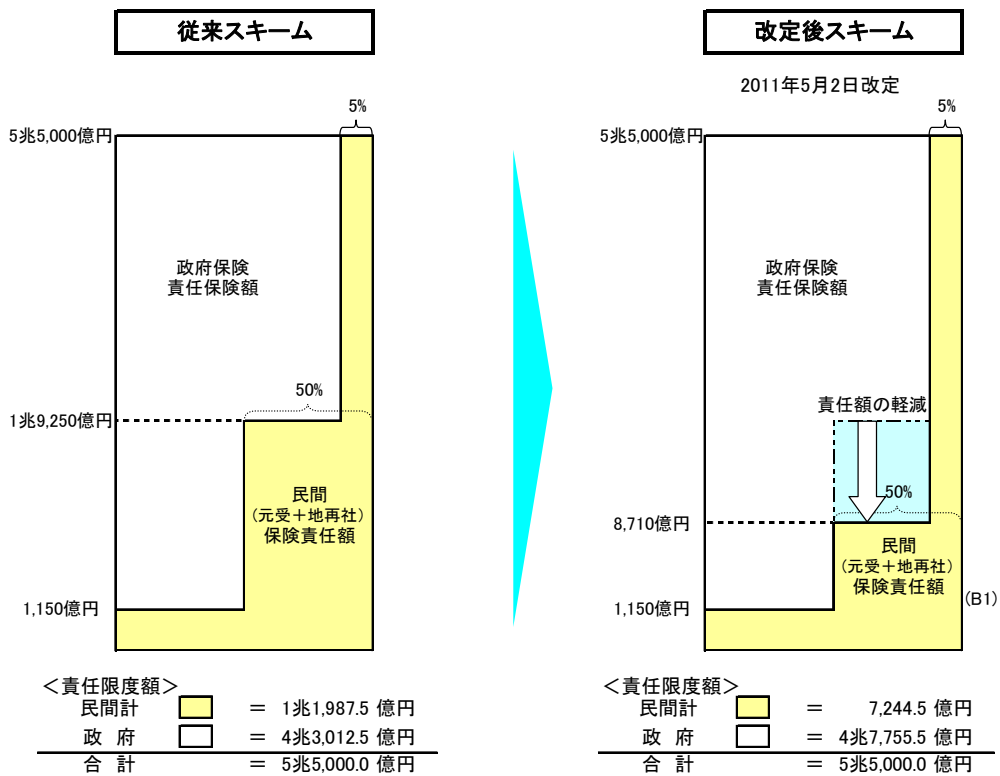 従来スキーム
5%
5兆5,000億円
政府保険
責任保険額
50%
1兆9,250億円
民間
（元受＋地再社）
保険責任額
1,150億円
＜責任限度額＞
民間計 ＝ 1兆1,987.5 億円
政 府 ＝ 4兆3,012.5 億円
合 計 ＝ 5兆5,000.0 億円
改定後スキーム
2011年5月2日改定
5%
5兆5,000億円
政府保険
責任保険額
責任額の軽減
50%
8,710億円
民間
（元受＋地再社）
保険責任額
(B1)
1,150億円
＜責任限度額＞
民間計 ＝ 7,244.5 億円
政 府 ＝ 4兆7,755.5 億円
合 計 ＝ 5兆5,000.0 億円